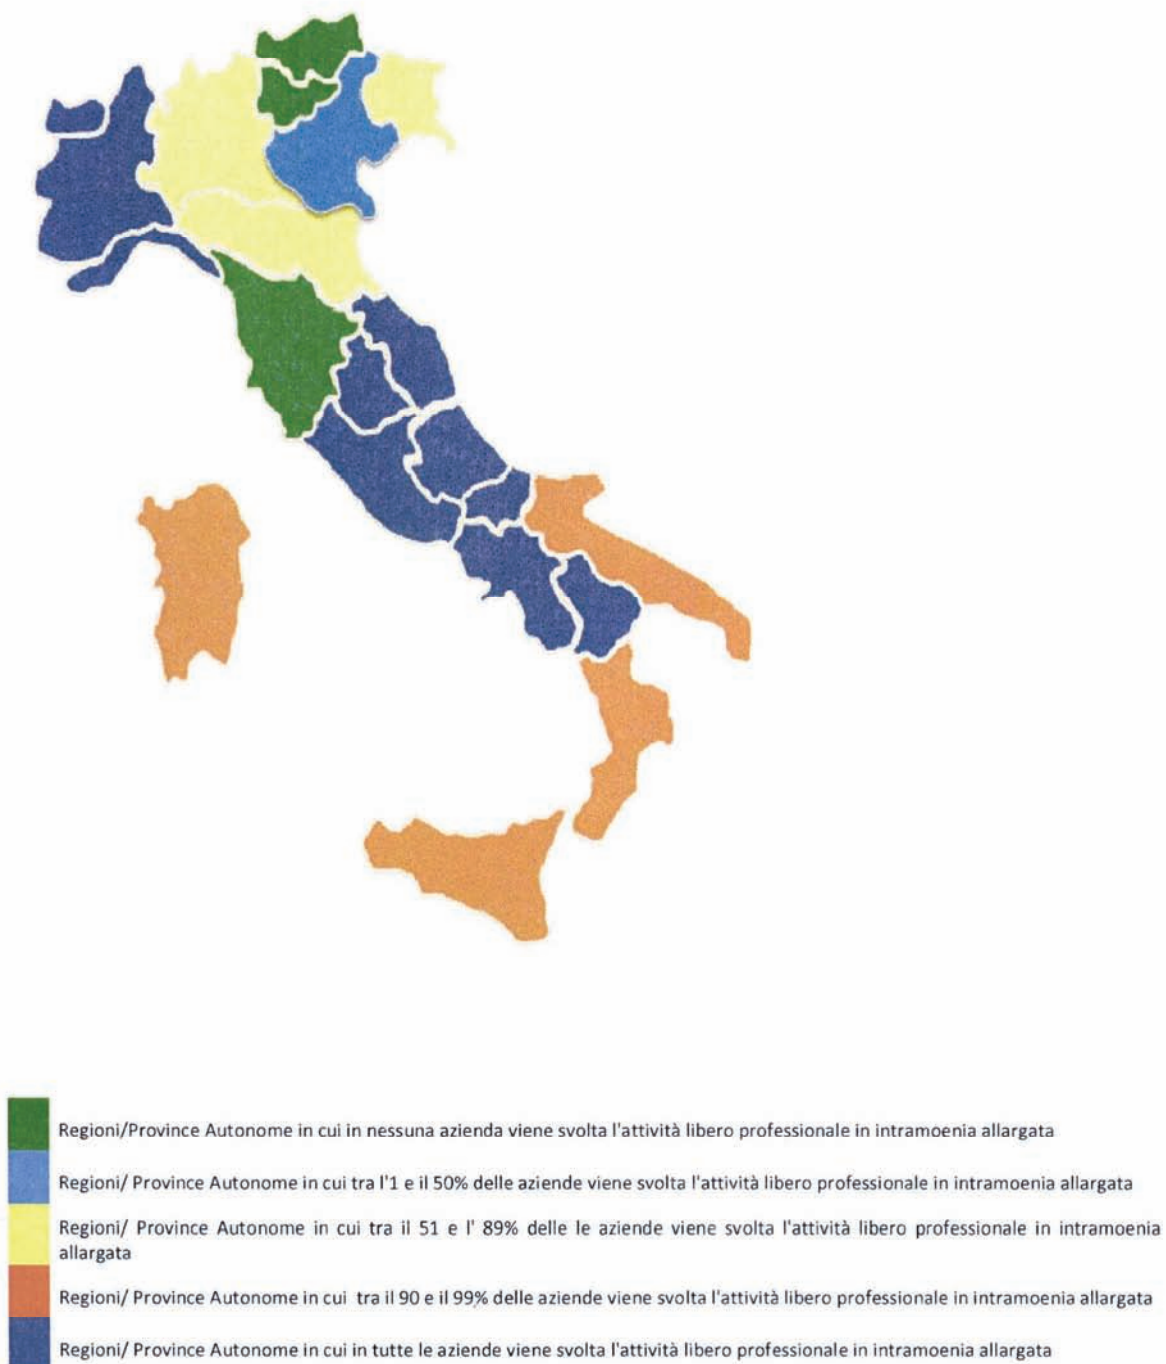 Regioni/Province Autonome in cui in nessuna azienda viene svolta l'attività libero professionale in intramoenia allargata
Regioni/ Province Autonome in cui tra l'1 e il 50% delle aziende viene svolta l'attività libero professionale in intramoenia allargata
Regioni/ Province Autonome in cui tra il 51 e l' 89% delle le aziende viene svolta l'attività libero professionale in intramoenia
allargata
Regioni/ Province Autonome in cui tra il 90 e il 99% delle aziende viene svolta l'attività libero professionale in intramoenia allargata
Regioni/ Province Autonome in cui in tutte le aziende viene svolta l'attività libero professionale in intramoenia allargata